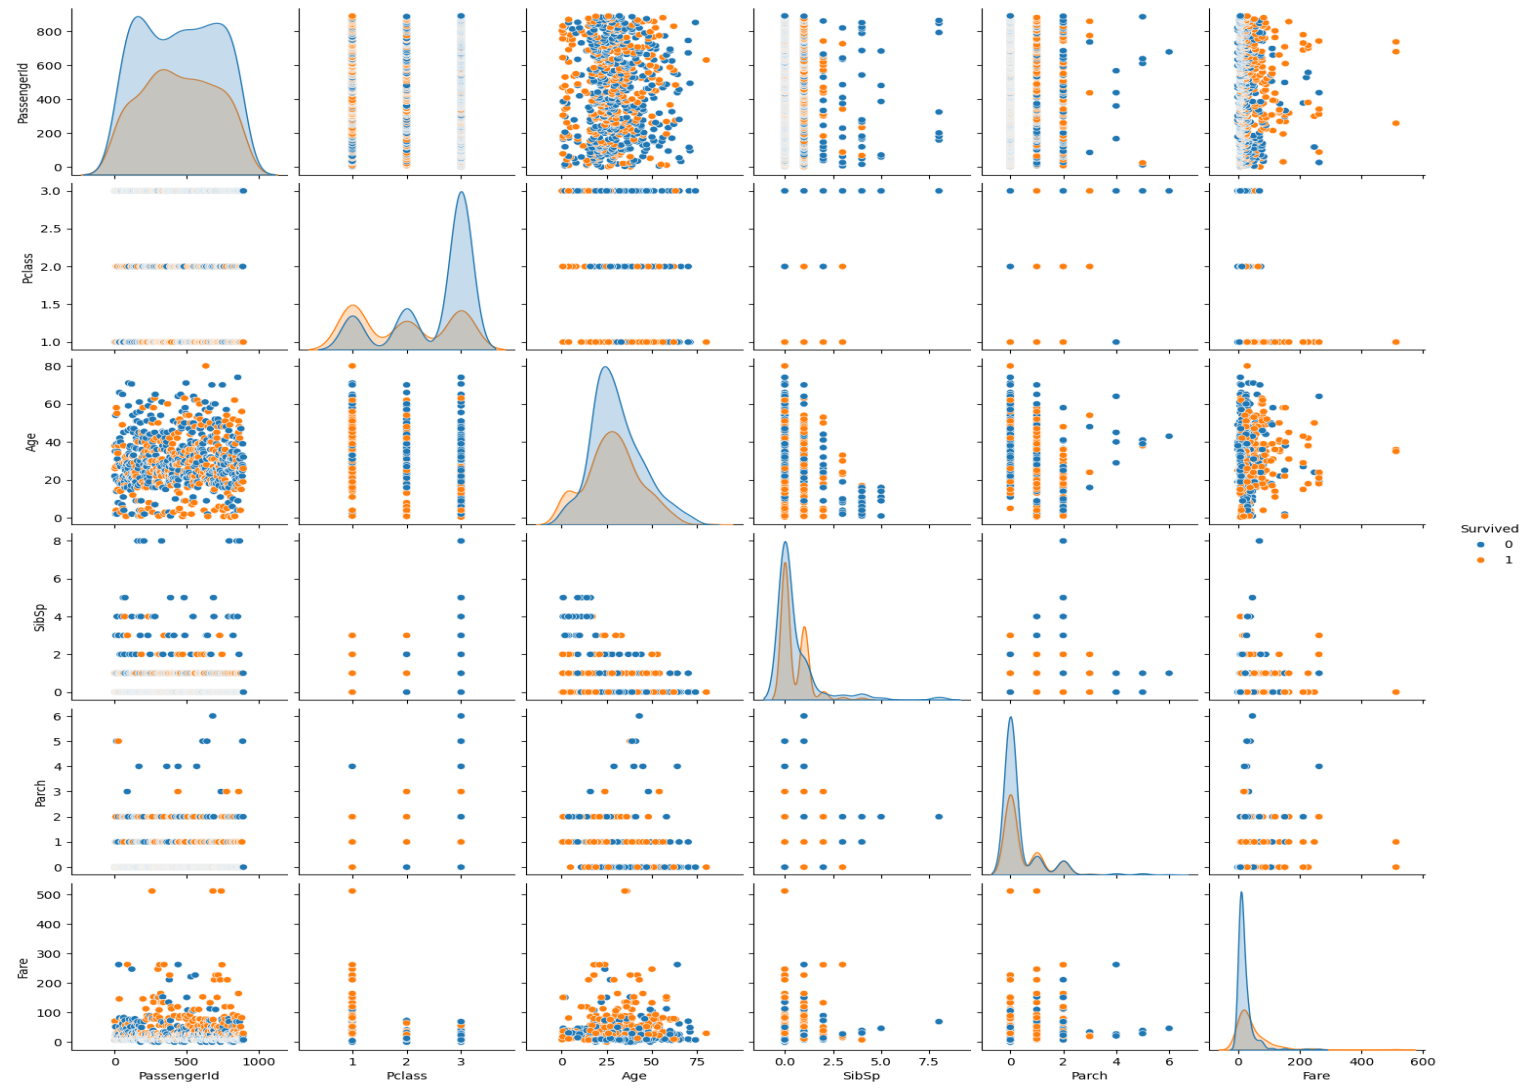 PassengerId
800
600
400
200
0
Pclass
3.0
2.5
2.0
1.5
1.0
Age
80
60
40
20
0
SibSp
8
6
4
2
0
Parch
6
5
4
3
2
1
0
Fare
500
400
300
200
100
0
0 500 1000
PassengerId
1 2 3
Pclass
0 25 50 75
Age
0.0 2.5 5.0 7.5
SibSp
0 2 4 6
Parch
0 200 400 600
Fare
Survived
0
1